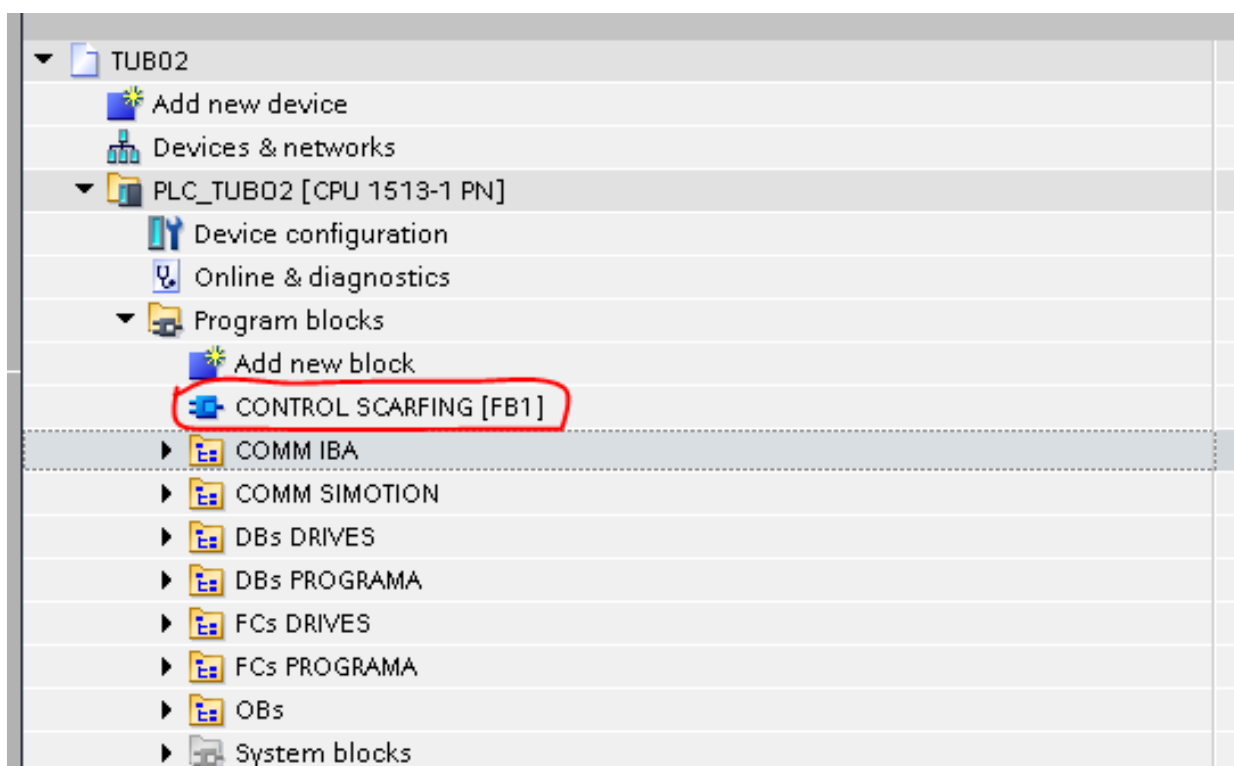 TUB02
Add new device
Devices & networks
PLC_TUB02 [CPU 1513-1 PN]
Device configuration
Online & diagnostics
Program blocks
Add new block
CONTROL SCARFING [FB1]
COMM IBA
COMM SIMOTION
DBs DRIVES
DBs PROGRAMA
FCs DRIVES
FCs PROGRAMA
OBs
System blocks